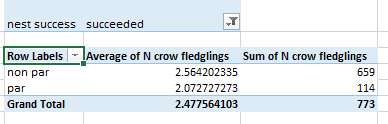 nest success succeeded
Row Labels Average of N crow fledglings Sum of N crow fledglings
non par 2.564202335 659
par 2.072727273 114
Grand Total 2.477564103 773